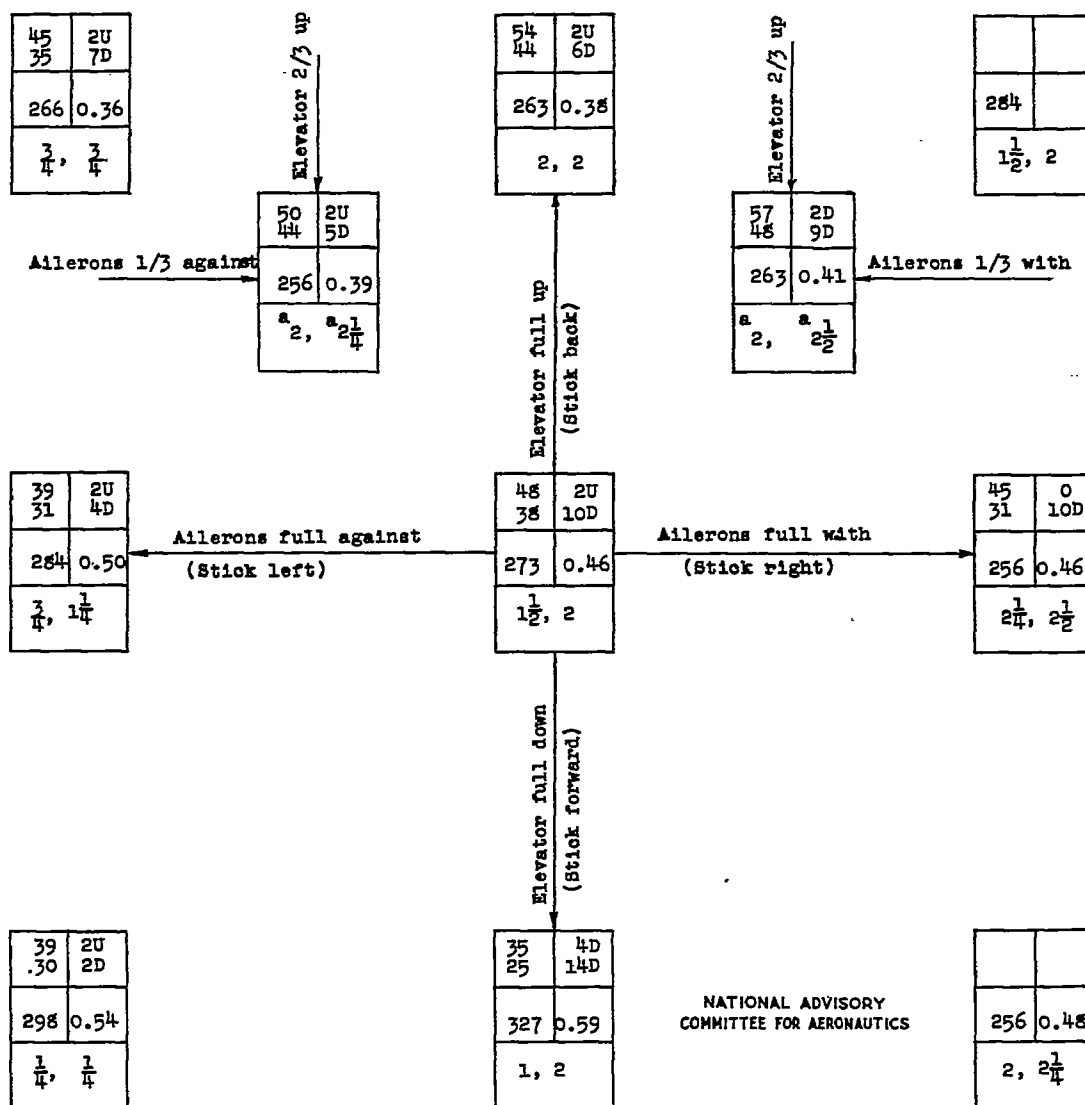 45 2U
35 7D
266 0.36
3/4, 3/4
Elevator 2/3 up
54 2U
44 6D
263 0.38
2, 2
Elevator 2/3 up
284
1 1/2, 2
Ailerons 1/3 against
50 2U
44 5D
256 0.39
a2, a2 1/4
57 2D
48 9D
263 0.41
a2, a2 1/2
Ailerons 1/3 with
Elevator full up
(Stick back)
39 2U
31 4D
284 0.50
3/4, 1 1/4
Ailerons full against
(Stick left)
48 2U
38 10D
273 0.46
1 1/2, 2
Ailerons full with
(Stick right)
45 0
31 10D
256 0.46
2 1/4, 2 1/2
Elevator full down
(Stick forward)
39 2U
.30 2D
298 0.54
1/4, 1/4
35 4D
25 14D
327 0.59
1, 2
NATIONAL ADVISORY
COMMITTEE FOR AERONAUTICS
256 0.48
2, 2 1/4